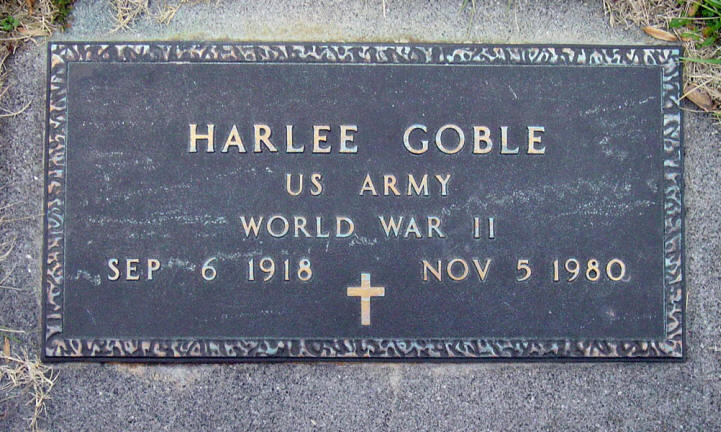 HARLEE GOBLE
US ARMY
WORLD WAR II
SEP 6 1918 NOV 5 1980